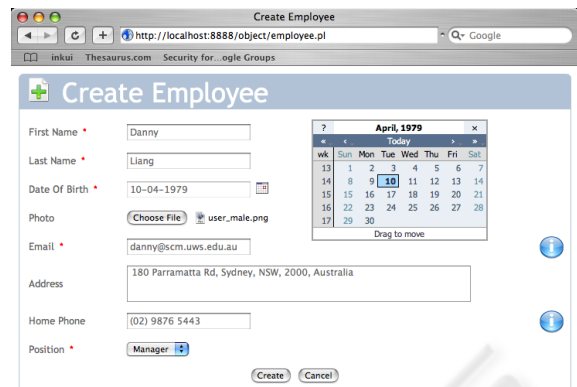 Create Employee
http://localhost:8888/object/employee.pl
Q- Google
inkui Thesaurus.com Security for...ogle Groups
Create Employee
First Name *
Danny
Last Name *
Liang
Date Of Birth *
10-04-1979
Photo
Choose File user_male.png
Email *
danny@scm.uws.edu.au
Address
180 Parramatta Rd, Sydney, NSW, 2000, Australia
Home Phone
(02) 9876 5443
Position *
Manager
Create Cancel
? April, 1979 ×
« ‹ Today › »
wk Sun Mon Tue Wed Thu Fri Sat
13 1 2 3 4 5 6 7
14 8 9 10 11 12 13 14
15 15 16 17 18 19 20 21
16 22 23 24 25 26 27 28
17 29 30
Drag to move